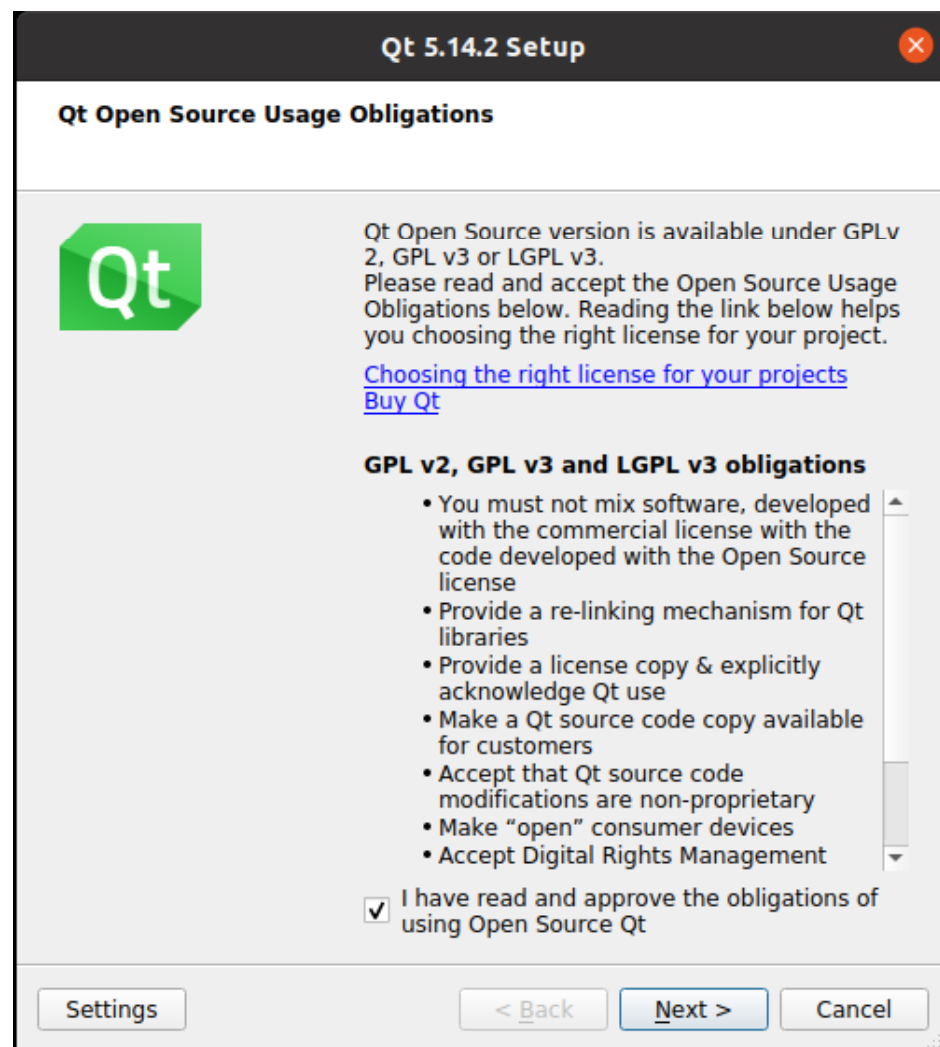 Qt 5.14.2 Setup
Qt Open Source Usage Obligations
Qt
Qt Open Source version is available under GPLv
2, GPL v3 or LGPL v3.
Please read and accept the Open Source Usage
Obligations below. Reading the link below helps
you choosing the right license for your project.
Choosing the right license for your projects
Buy Qt
GPL v2, GPL v3 and LGPL v3 obligations
• You must not mix software, developed
with the commercial license with the
code developed with the Open Source
license
• Provide a re-linking mechanism for Qt
libraries
• Provide a license copy & explicitly
acknowledge Qt use
• Make a Qt source code copy available
for customers
• Accept that Qt source code
modifications are non-proprietary
• Make “open” consumer devices
• Accept Digital Rights Management
I have read and approve the obligations of
using Open Source Qt
Settings
< Back
Next >
Cancel